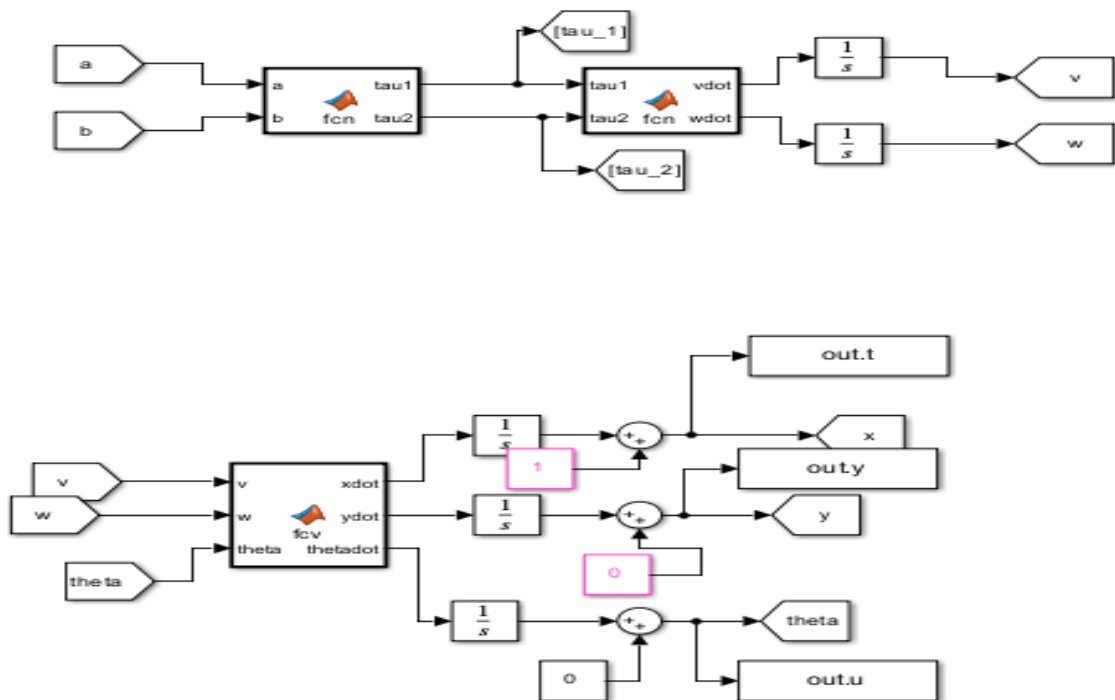 [tau_1]
a
a tau1
b fcn tau2
b
tau1 vdot
tau2 fcn wdot
1
s
v
1
s
w
[tau_2]
out.t
1
s
x
1
out.y
v
w
v xdot
w ydot
fcv
theta thetadot
theta
1
s
y
0
1
s
theta
0
out.u